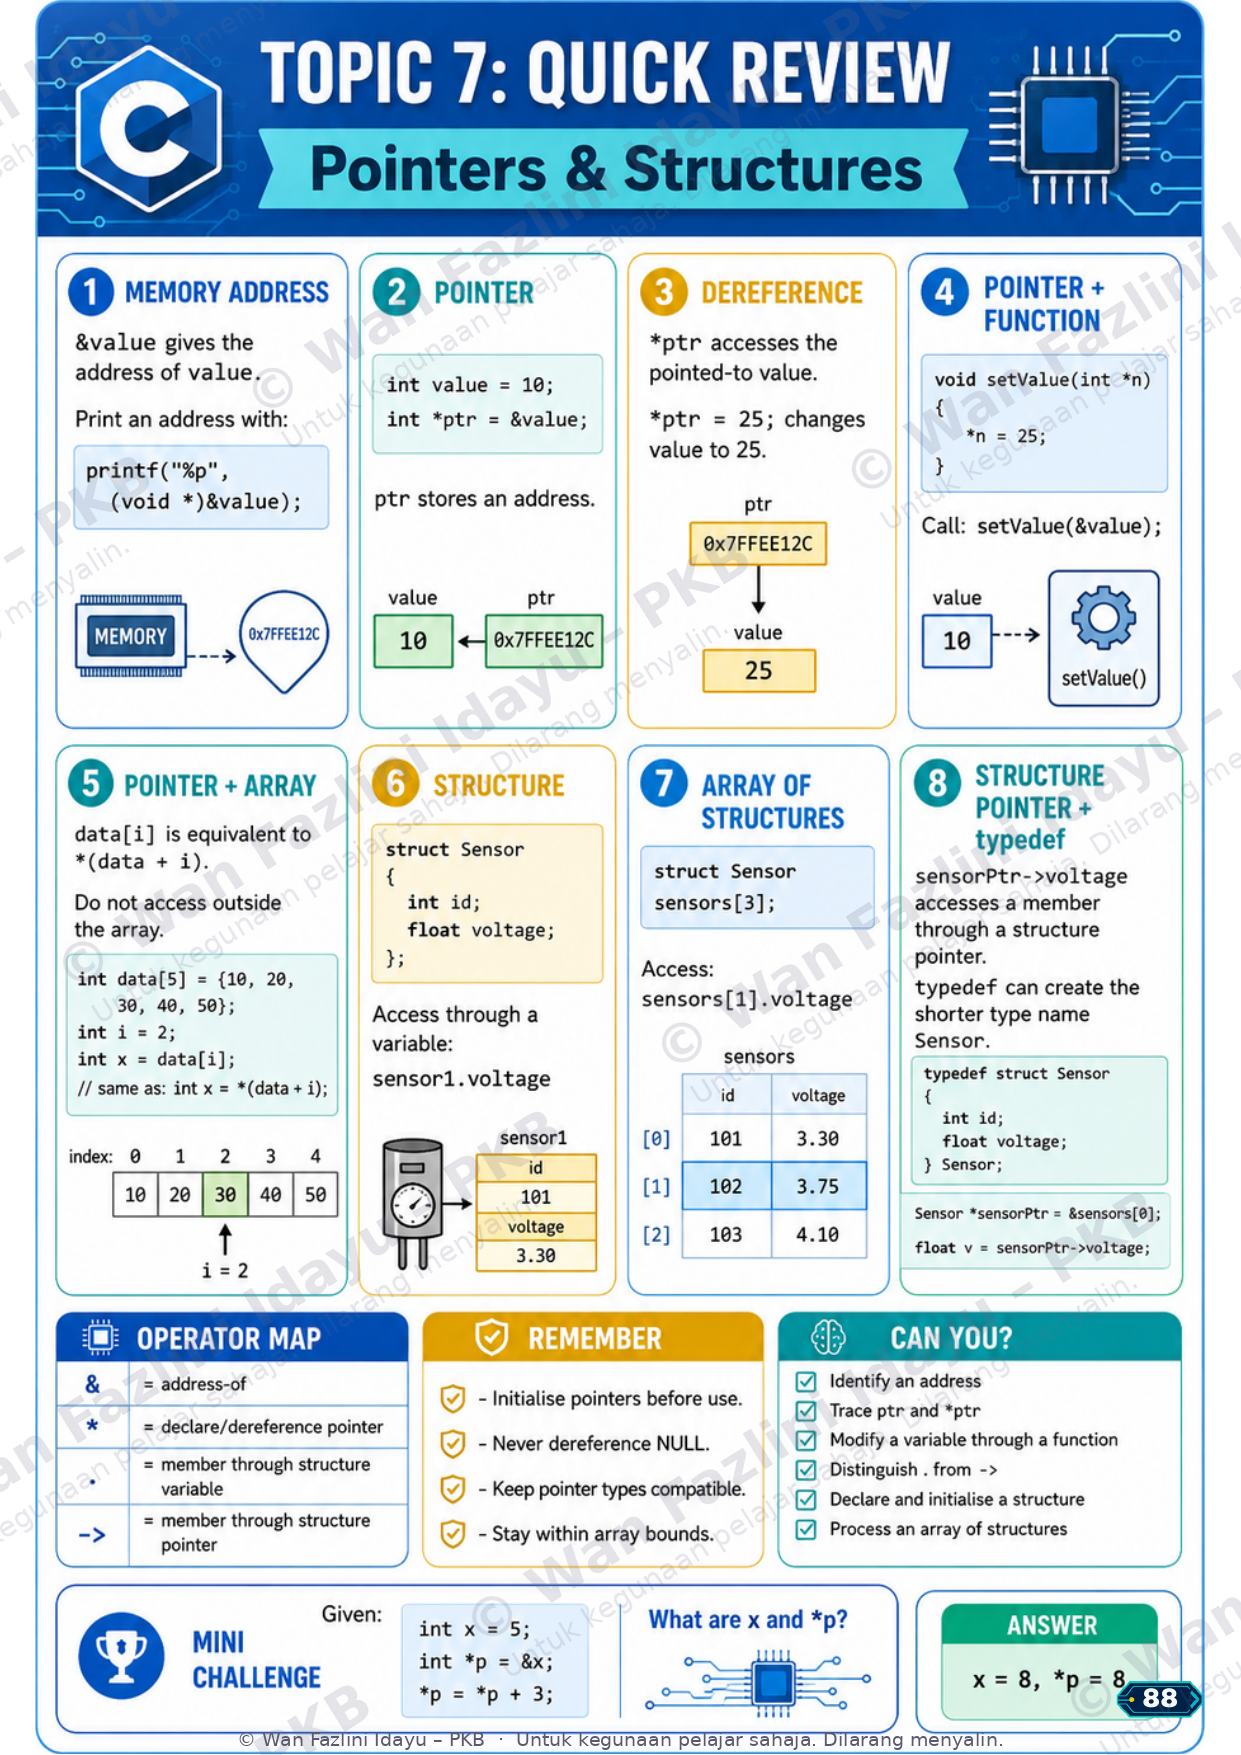 TOPIC 7: QUICK REVIEW
Pointers & Structures
1 MEMORY ADDRESS
&value gives the
address of value.
Print an address with:
printf("%p",
(void *)&value);
MEMORY
0x7FFEE12C
2 POINTER
int value = 10;
int *ptr = &value;
ptr stores an address.
value ptr
10 0x7FFEE12C
3 DEREFERENCE
*ptr accesses the
pointed-to value.
*ptr = 25; changes
value to 25.
ptr
0x7FFEE12C
value
25
4 POINTER +
FUNCTION
void setValue(int *n)
{
*n = 25;
}
Call: setValue(&value);
value
10
setValue()
5 POINTER + ARRAY
data[i] is equivalent to
*(data + i).
Do not access outside
the array.
int data[5] = {10, 20,
30, 40, 50};
int i = 2;
int x = data[i];
// same as: int x = *(data + i);
index: 0 1 2 3 4
10 20 30 40 50
i = 2
6 STRUCTURE
struct Sensor
{
int id;
float voltage;
};
Access through a
variable:
sensor1.voltage
sensor1
id
101
voltage
3.30
7 ARRAY OF
STRUCTURES
struct Sensor
sensors[3];
Access:
sensors[1].voltage
sensors
id voltage
[0] 101 3.30
[1] 102 3.75
[2] 103 4.10
8 STRUCTURE
POINTER +
typedef
sensorPtr->voltage
accesses a member
through a structure
pointer.
typedef can create the
shorter type name
Sensor.
typedef struct Sensor
{
int id;
float voltage;
} Sensor;
Sensor *sensorPtr = &sensors[0];
float v = sensorPtr->voltage;
OPERATOR MAP
& = address-of
* = declare/dereference pointer
. = member through structure
variable
-> = member through structure
pointer
REMEMBER
- Initialise pointers before use.
- Never dereference NULL.
- Keep pointer types compatible.
- Stay within array bounds.
CAN YOU?
Identify an address
Trace ptr and *ptr
Modify a variable through a function
Distinguish . from ->
Declare and initialise a structure
Process an array of structures
MINI
CHALLENGE
Given:
int x = 5;
int *p = &x;
*p = *p + 3;
What are x and *p?
ANSWER
x = 8, *p = 8
88
© Wan Fazlini Idayu – PKB · Untuk kegunaan pelajar sahaja. Dilarang menyalin.
© Wan Fazlini Idayu – PKB
Untuk kegunaan pelajar sahaja. Dilarang menyalin.